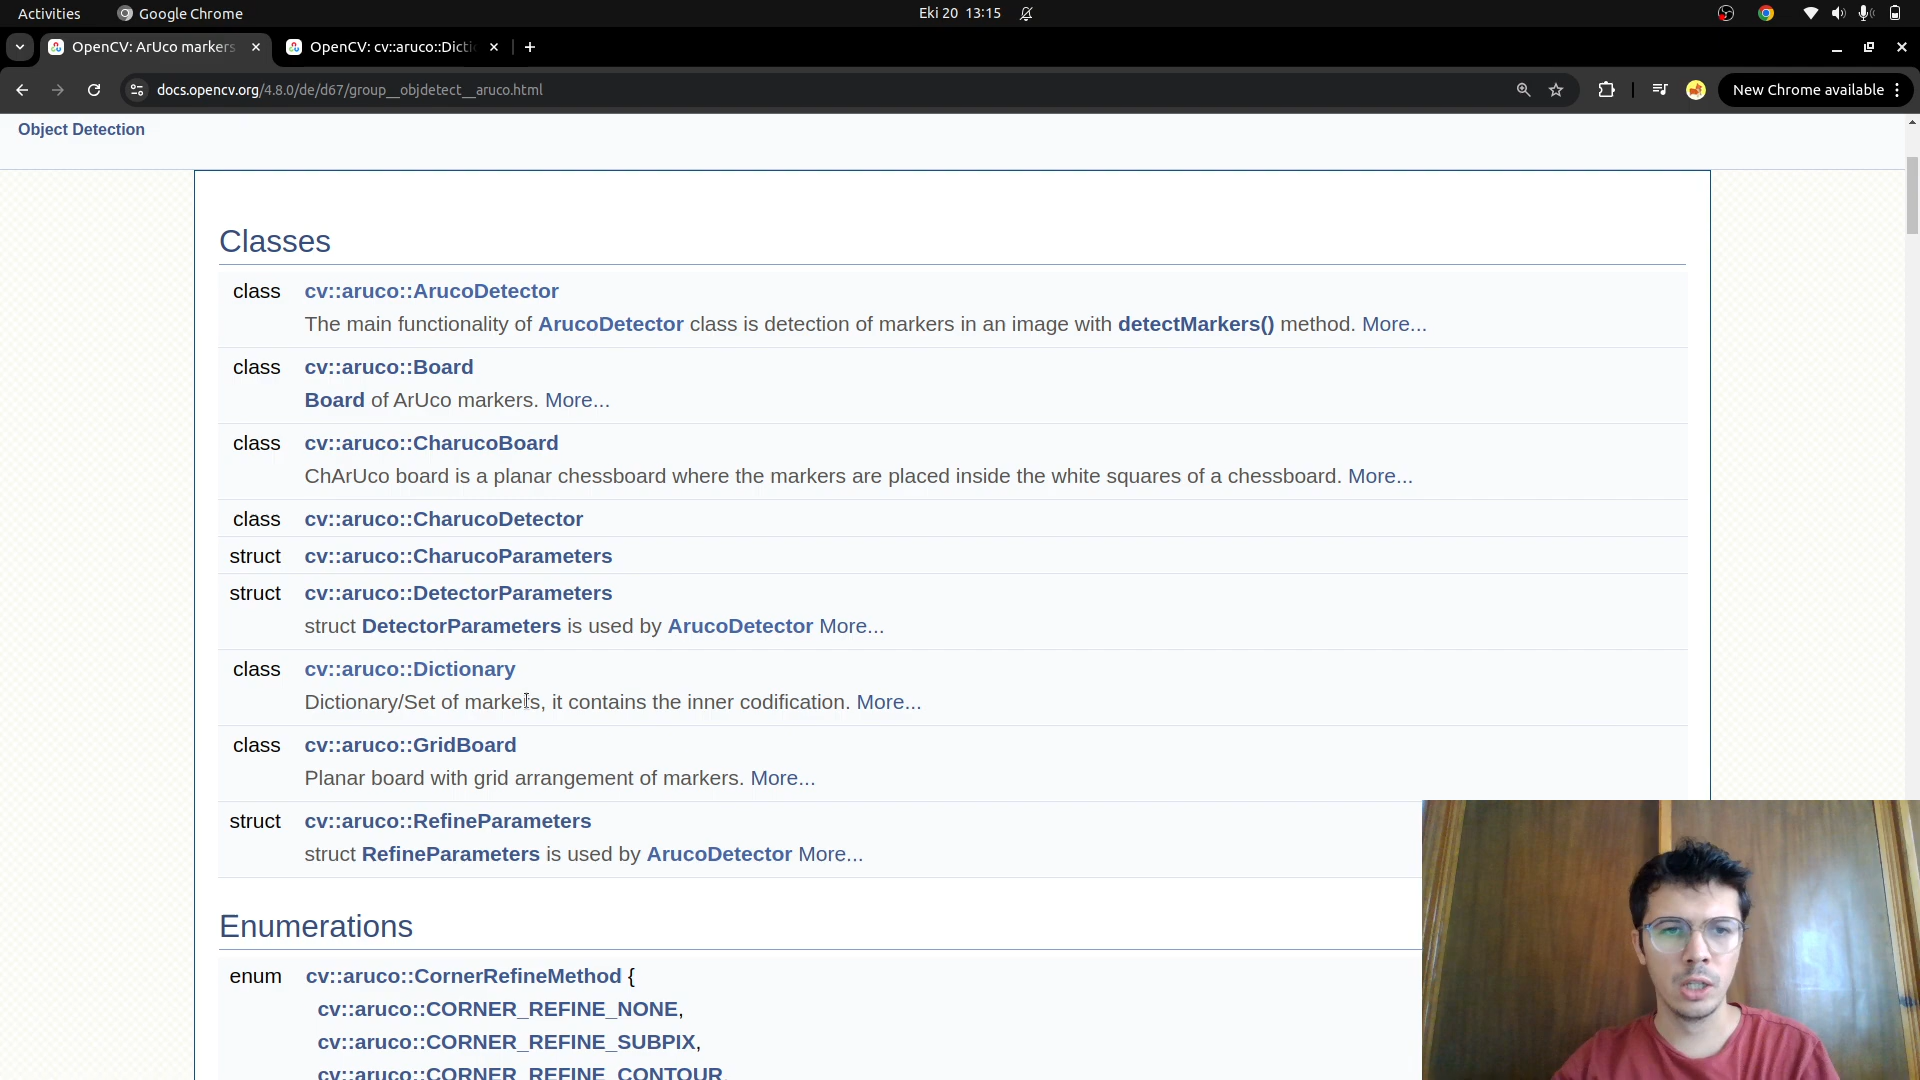 Activities Google Chrome Eki 20 13:15
OpenCV: ArUco markers OpenCV: cv::aruco::Dicti
docs.opencv.org/4.8.0/de/d67/group__objdetect__aruco.html New Chrome available
Object Detection
Classes
class cv::aruco::ArucoDetector
The main functionality of ArucoDetector class is detection of markers in an image with detectMarkers() method. More...
class cv::aruco::Board
Board of ArUco markers. More...
class cv::aruco::CharucoBoard
ChArUco board is a planar chessboard where the markers are placed inside the white squares of a chessboard. More...
class cv::aruco::CharucoDetector
struct cv::aruco::CharucoParameters
struct cv::aruco::DetectorParameters
struct DetectorParameters is used by ArucoDetector More...
class cv::aruco::Dictionary
Dictionary/Set of markers, it contains the inner codification. More...
class cv::aruco::GridBoard
Planar board with grid arrangement of markers. More...
struct cv::aruco::RefineParameters
struct RefineParameters is used by ArucoDetector More...
Enumerations
enum cv::aruco::CornerRefineMethod {
cv::aruco::CORNER_REFINE_NONE,
cv::aruco::CORNER_REFINE_SUBPIX,
cv::aruco::CORNER_REFINE_CONTOUR,